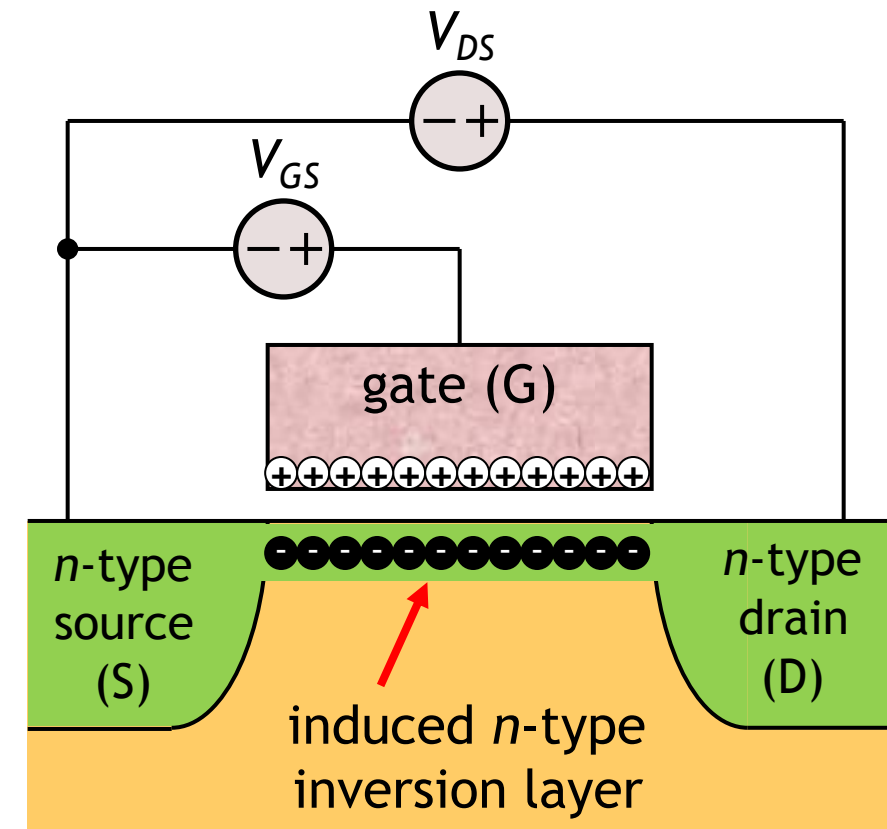 V_DS
− +
V_GS
− +
gate (G)
+ + + + + + + + + + + +
- - - - - - - - - - - -
n-type
source
(S)
n-type
drain
(D)
induced n-type
inversion layer